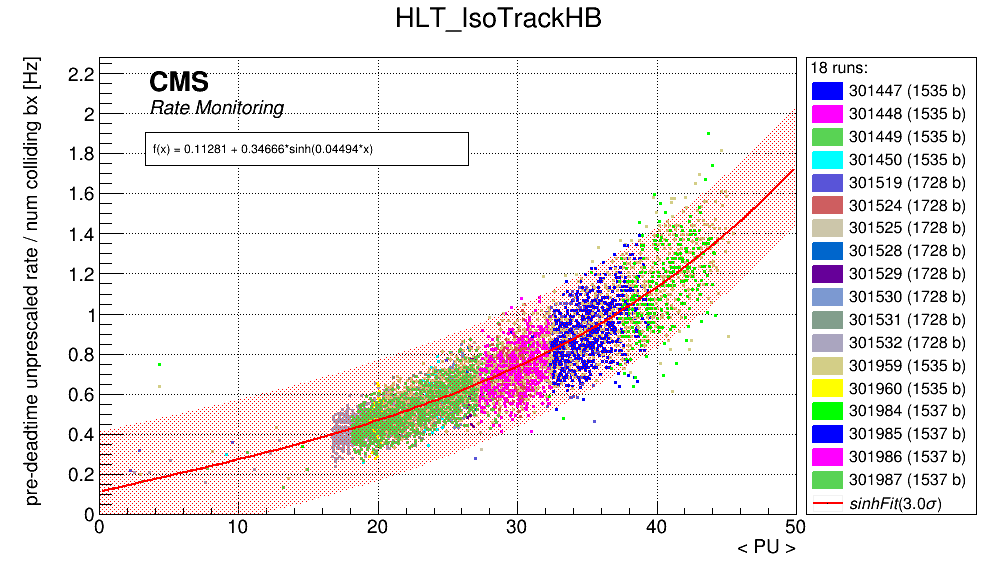 HLT_IsoTrackHB
pre-deadtime unprescaled rate / num colliding bx [Hz]
CMS
Rate Monitoring
f(x) = 0.11281 + 0.34666*sinh(0.04494*x)
2.2
2
1.8
1.6
1.4
1.2
1
0.8
0.6
0.4
0.2
0
0 10 20 30 40 50
< PU >
18 runs:
301447 (1535 b)
301448 (1535 b)
301449 (1535 b)
301450 (1535 b)
301519 (1728 b)
301524 (1728 b)
301525 (1728 b)
301528 (1728 b)
301529 (1728 b)
301530 (1728 b)
301531 (1728 b)
301532 (1728 b)
301959 (1535 b)
301960 (1535 b)
301984 (1537 b)
301985 (1537 b)
301986 (1537 b)
301987 (1537 b)
sinhFit(3.0σ)